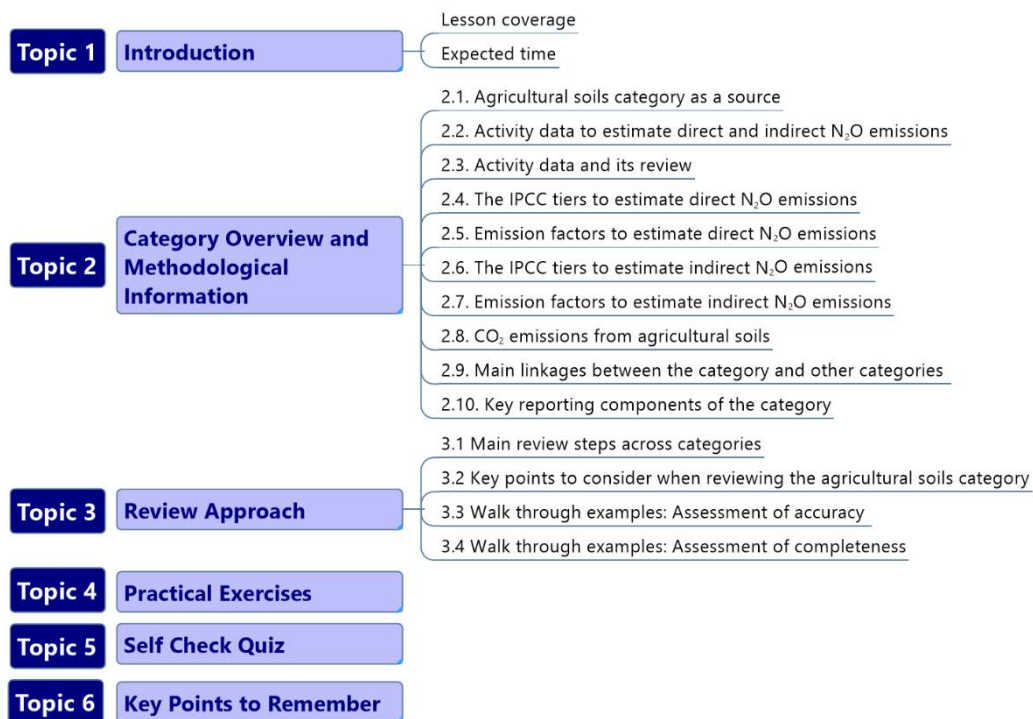 Topic 1
Introduction
Lesson coverage
Expected time
Topic 2
Category Overview and
Methodological
Information
2.1. Agricultural soils category as a source
2.2. Activity data to estimate direct and indirect N₂O emissions
2.3. Activity data and its review
2.4. The IPCC tiers to estimate direct N₂O emissions
2.5. Emission factors to estimate direct N₂O emissions
2.6. The IPCC tiers to estimate indirect N₂O emissions
2.7. Emission factors to estimate indirect N₂O emissions
2.8. CO₂ emissions from agricultural soils
2.9. Main linkages between the category and other categories
2.10. Key reporting components of the category
Topic 3
Review Approach
3.1 Main review steps across categories
3.2 Key points to consider when reviewing the agricultural soils category
3.3 Walk through examples: Assessment of accuracy
3.4 Walk through examples: Assessment of completeness
Topic 4
Practical Exercises
Topic 5
Self Check Quiz
Topic 6
Key Points to Remember